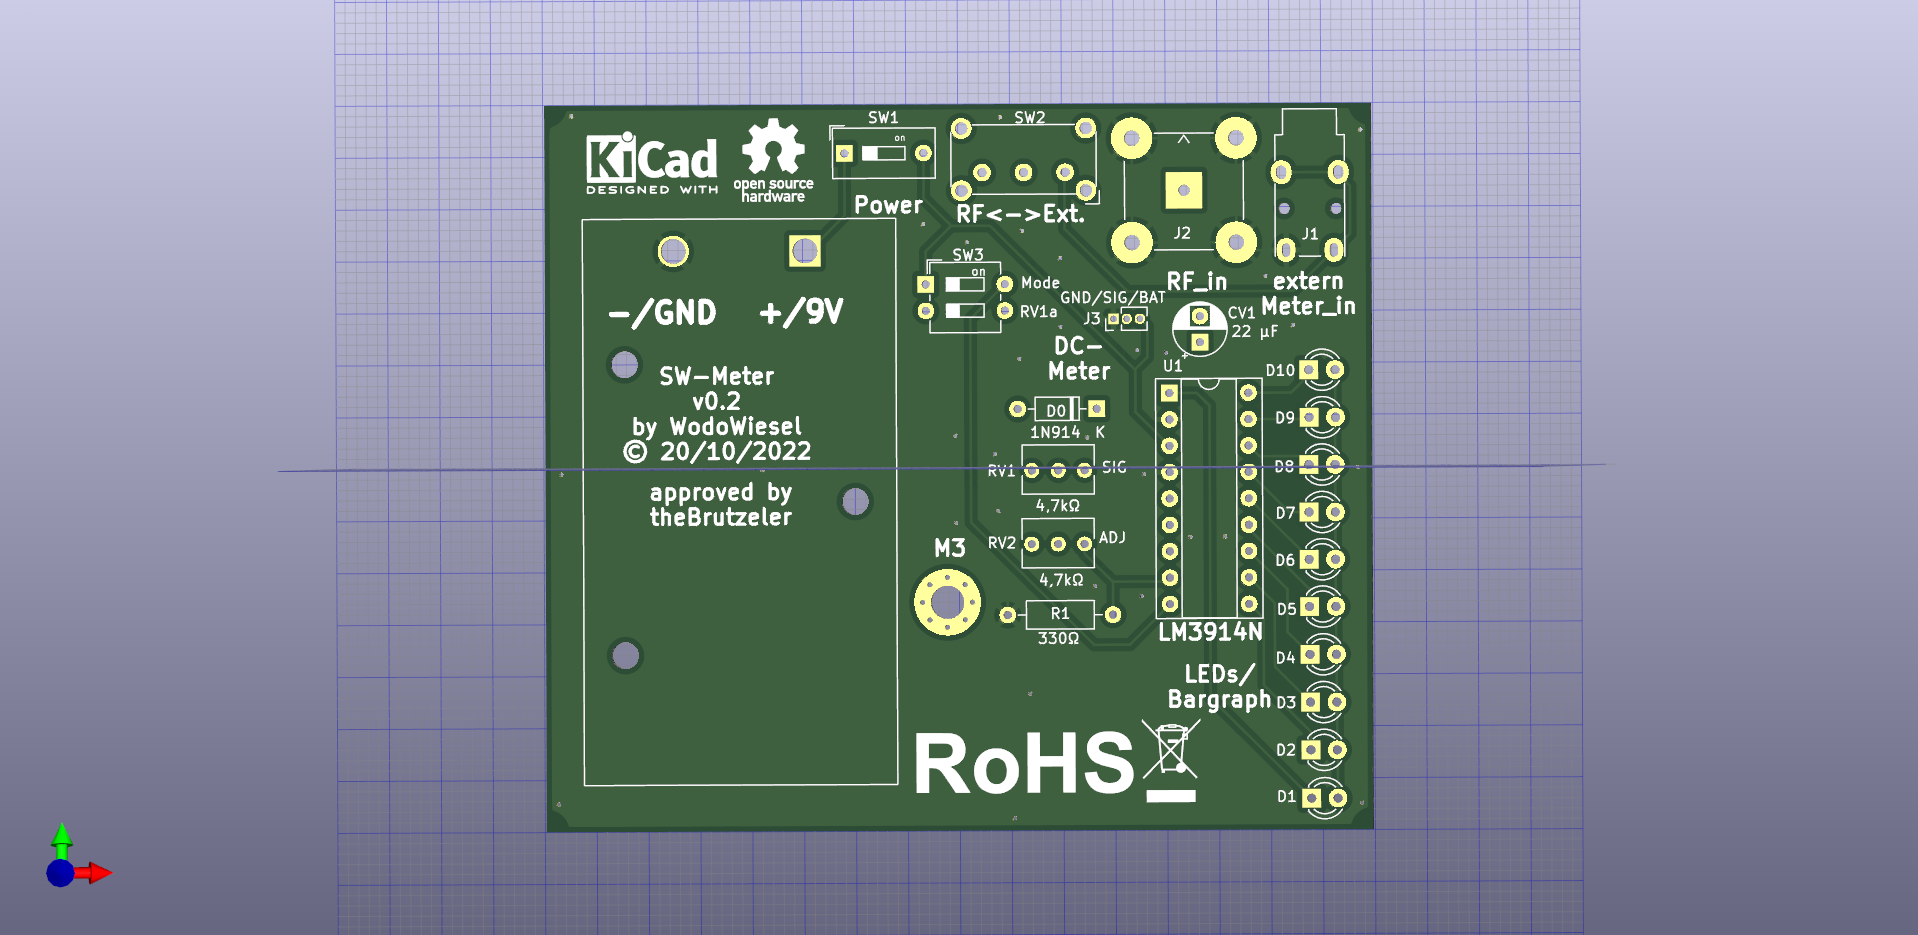 KiCad
DESIGNED WITH
open source
hardware
SW1
on
Power
SW2
RF<->Ext.
J2
RF_in
J1
extern
Meter_in
-/GND
+/9V
SW3
on
Mode
RV1a
GND/SIG/BAT
J3
DC-
Meter
CV1
22 µF
+
U1
SW-Meter
v0.2
by WodoWiesel
© 20/10/2022
approved by
theBrutzeler
D0
1N914 K
RV1
SIG
4,7kΩ
RV2
ADJ
4,7kΩ
M3
R1
330Ω
LM3914N
D10
D9
D8
D7
D6
D5
D4
D3
D2
D1
LEDs/
Bargraph
RoHS